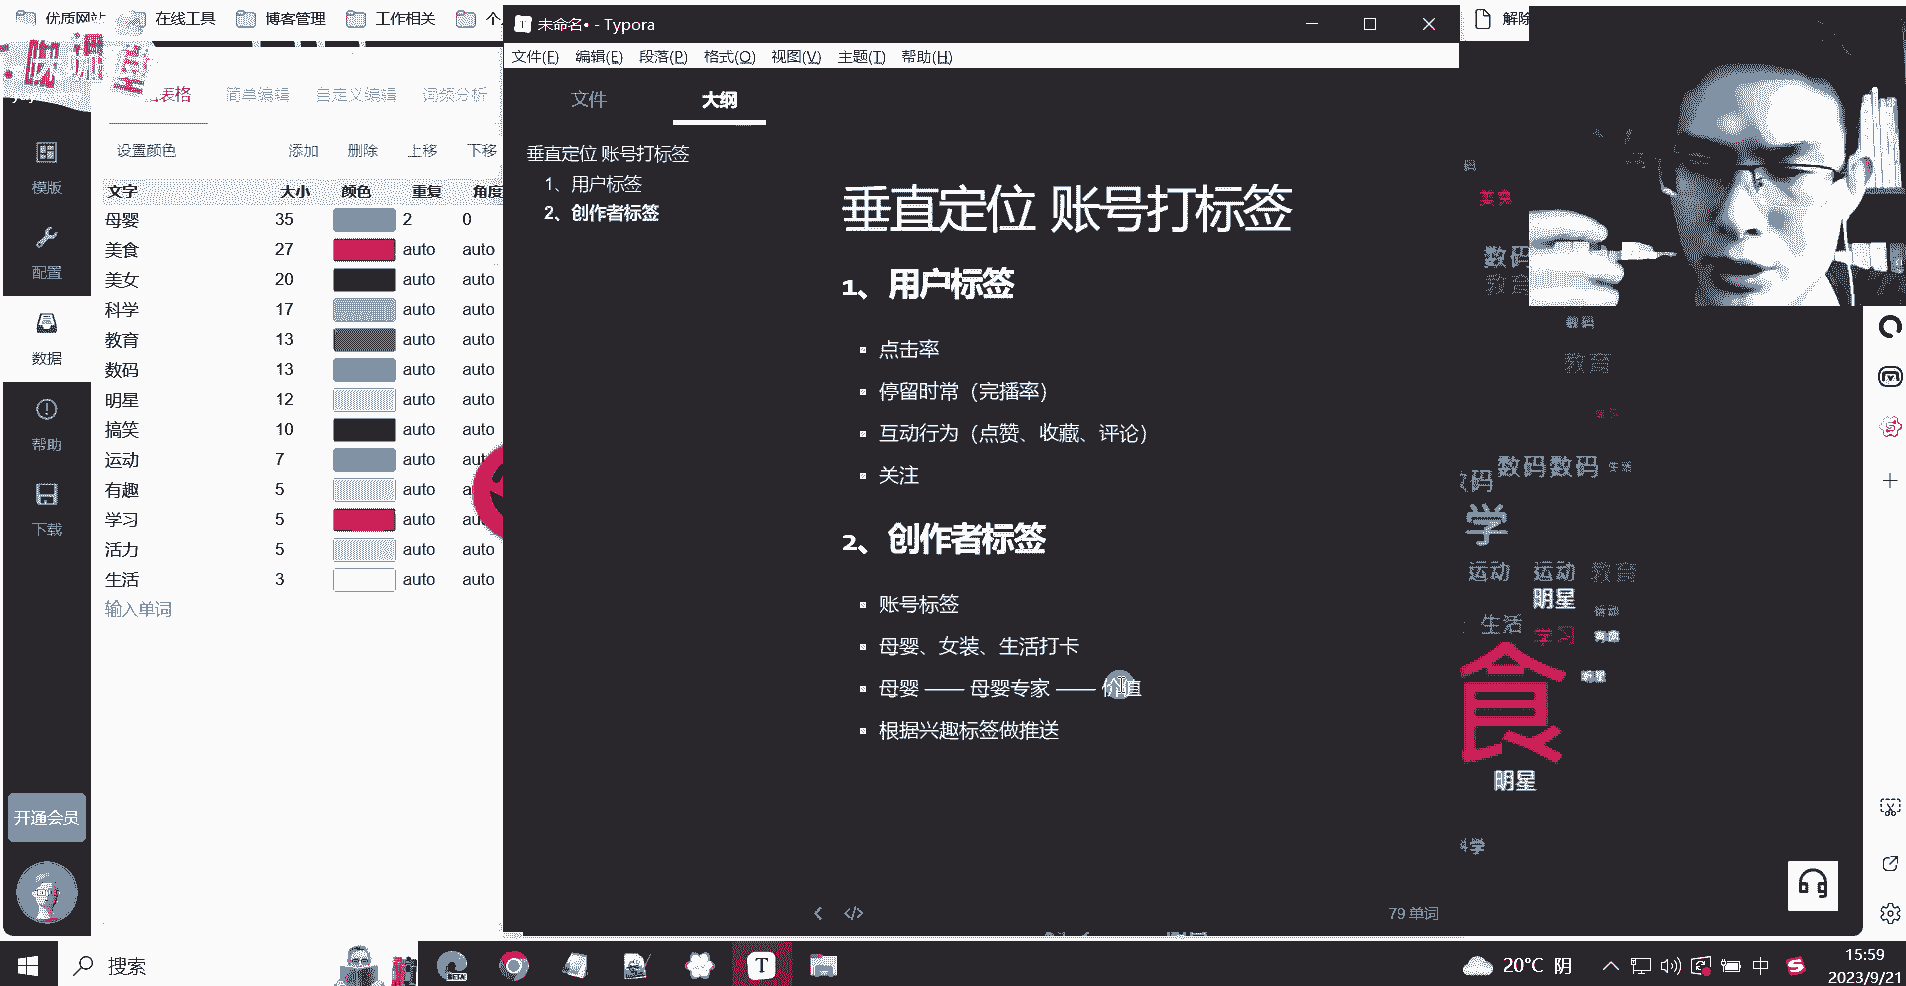 优质网站
在线工具
博客管理
工作相关
未命名• - Typora
解除
文件(F) 编辑(E) 段落(P) 格式(O) 视图(V) 主题(T) 帮助(H)
表格
简单编辑
自定义编辑
词频分析
文件
大纲
设置颜色
添加
删除
上移
下移
文字 大小 颜色 重复 角度
母婴 35 2 0
美食 27 auto auto
美女 20 auto auto
科学 17 auto auto
教育 13 auto auto
数码 13 auto auto
明星 12 auto auto
搞笑 10 auto auto
运动 7 auto auto
有趣 5 auto
学习 5 auto
活力 5 auto auto
生活 3 auto auto
输入单词
模版
配置
数据
帮助
下载
开通会员
垂直定位 账号打标签
1、用户标签
2、创作者标签
垂直定位 账号打标签
1、用户标签
点击率
停留时常（完播率）
互动行为（点赞、收藏、评论）
关注
2、创作者标签
账号标签
母婴、女装、生活打卡
母婴 —— 母婴专家 —— 价值
根据兴趣标签做推送
79 单词
数码
教育
数码
教育
数码数码
学
运动 运动 教育
明星
生活
学习
食
明星
搜索
20°C 阴
中
15:59
2023/9/21